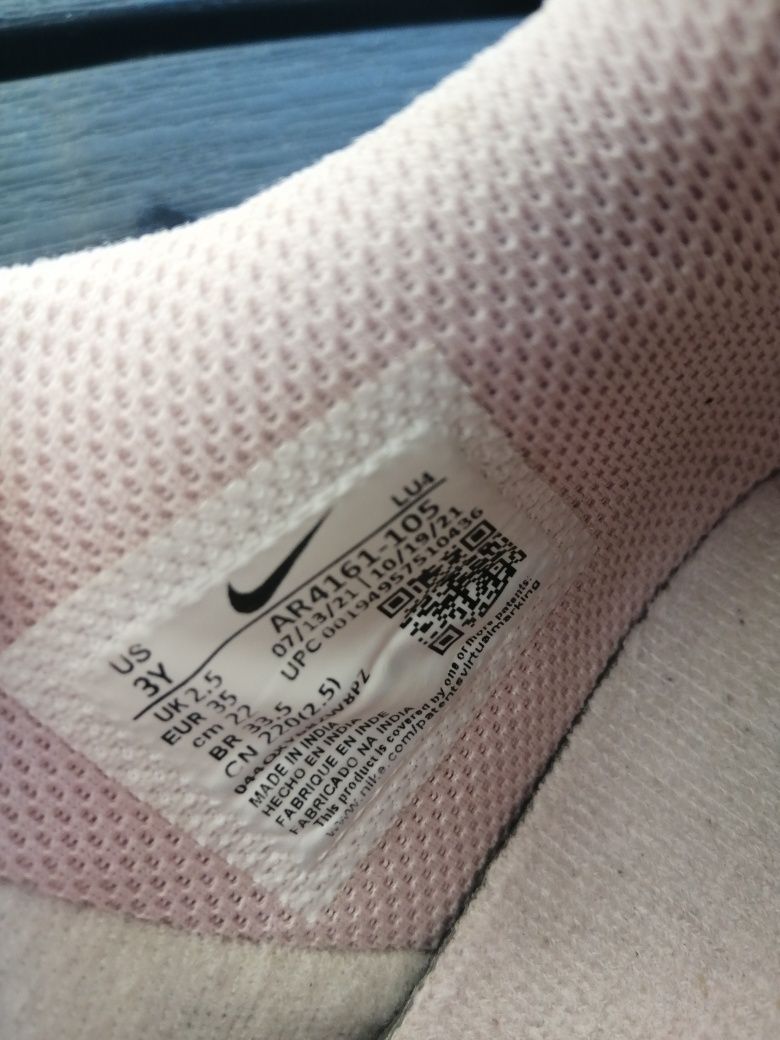 LU4
US
3Y
AR4161-105
07/13/21 10/19/21
UPC 00194957510436
UK 2.5
EUR 35
cm 22
BR 33.5
CN 220(2.5)
MADE IN INDIA
HECHO EN INDIA
FABRIQUE EN INDE
FABRICADO NA INDIA
This product is covered by one or more patents.
www.nike.com/patentsvirtualmarking